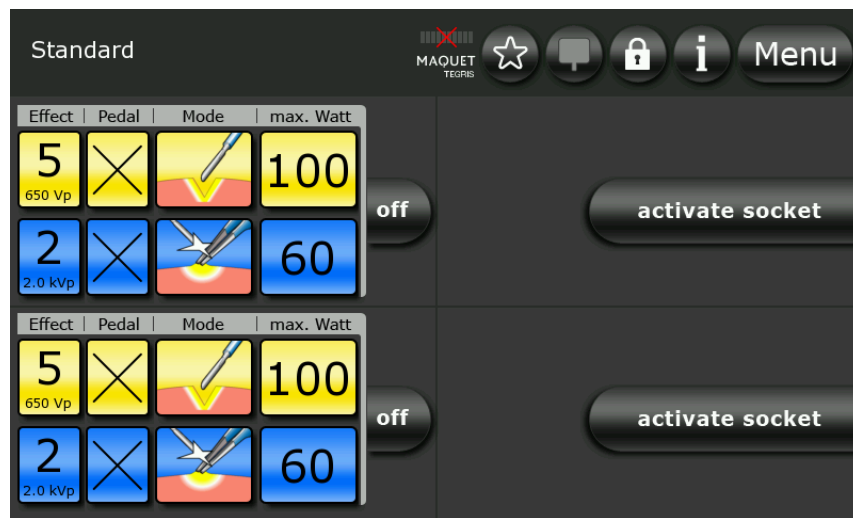 Standard
MAQUET
TEGRIS
i
Menu
Effect | Pedal | Mode | max. Watt
5
650 Vp
100
off
activate socket
2
2.0 kVp
60
Effect | Pedal | Mode | max. Watt
5
650 Vp
100
off
activate socket
2
2.0 kVp
60